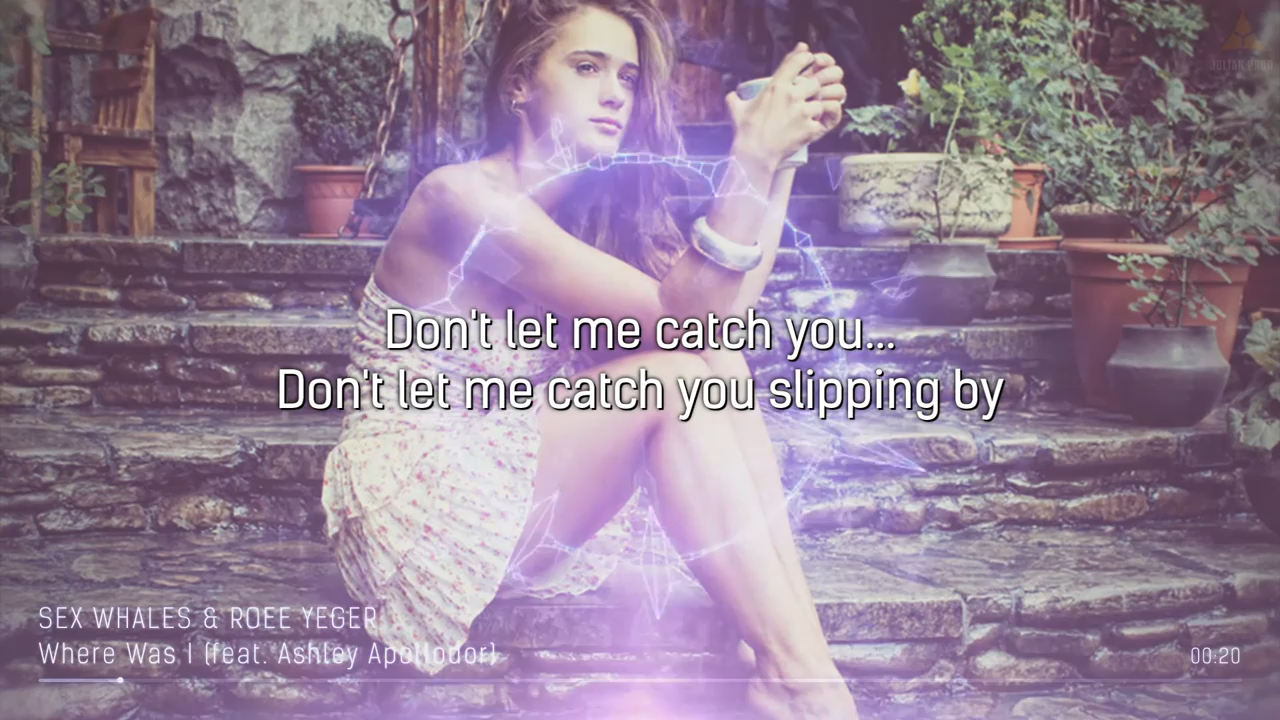 Don't let me catch you...
Don't let me catch you slipping by
SEX WHALES & ROEE YEGER
Where Was I (feat. Ashley Apollodor)
00:20